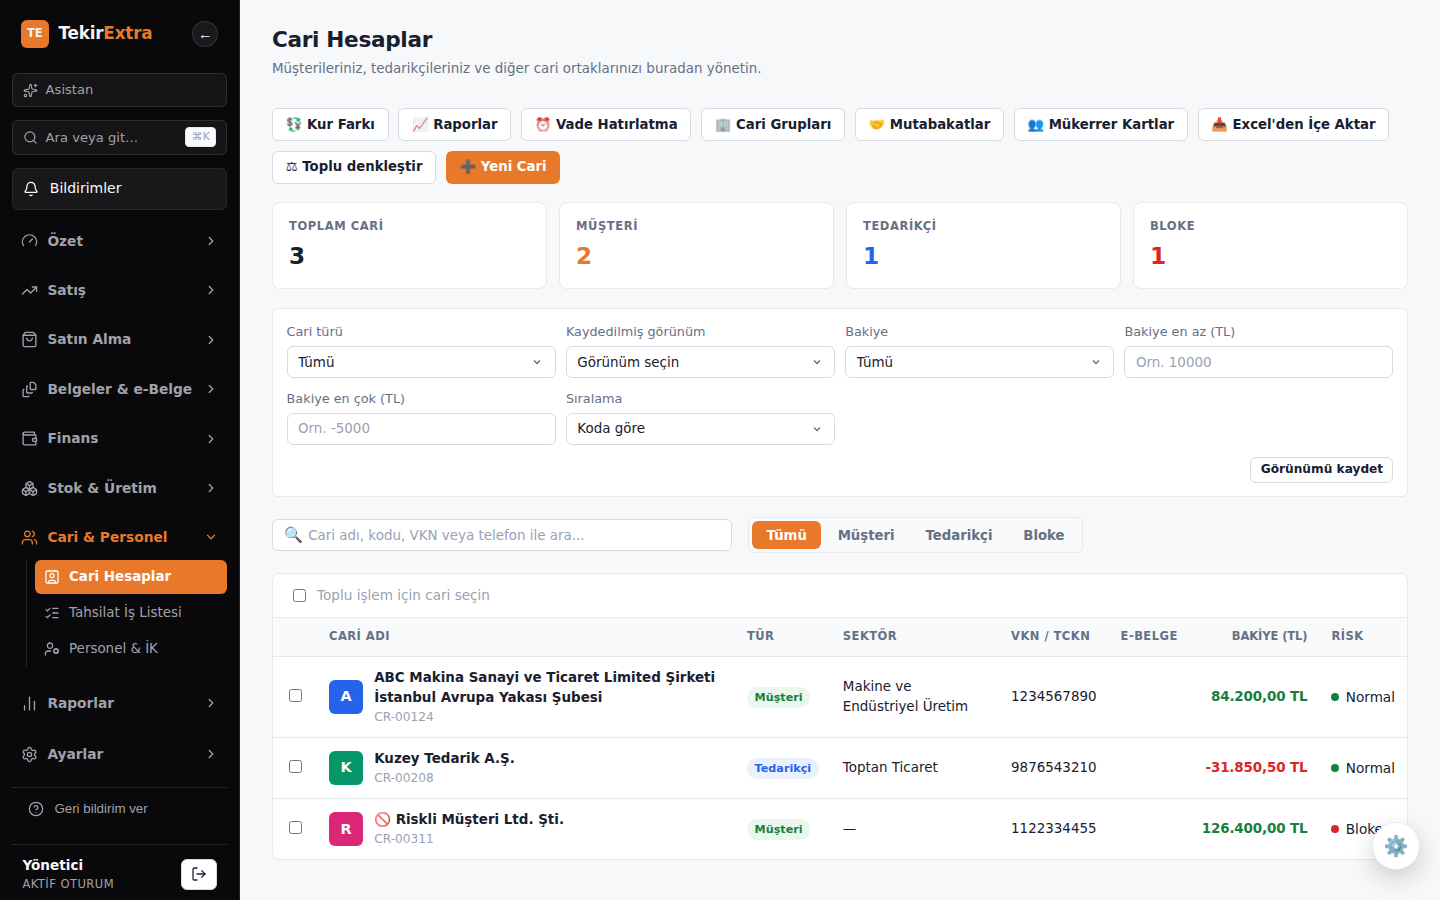 TE TekirExtra ←
Asistan
Ara veya git... ⌘K
Bildirimler
Özet
Satış
Satın Alma
Belgeler & e-Belge
Finans
Stok & Üretim
Cari & Personel
Cari Hesaplar
Tahsilat İş Listesi
Personel & İK
Raporlar
Ayarlar
Geri bildirim ver
Yönetici
AKTİF OTURUM
Cari Hesaplar
Müşterileriniz, tedarikçileriniz ve diğer cari ortaklarınızı buradan yönetin.
💱 Kur Farkı 📈 Raporlar ⏰ Vade Hatırlatma 🏢 Cari Grupları 🤝 Mutabakatlar 👥 Mükerrer Kartlar 📥 Excel'den İçe Aktar
⚖ Toplu denkleştir ➕ Yeni Cari
TOPLAM CARİ MÜŞTERİ TEDARİKÇİ BLOKE
3 2 1 1
Cari türü Kaydedilmiş görünüm Bakiye Bakiye en az (TL)
Tümü Görünüm seçin Tümü Orn. 10000
Bakiye en çok (TL) Sıralama
Orn. -5000 Koda göre
Görünümü kaydet
🔍 Cari adı, kodu, VKN veya telefon ile ara... Tümü Müşteri Tedarikçi Bloke
Toplu işlem için cari seçin
CARİ ADI TÜR SEKTÖR VKN / TCKN E-BELGE BAKİYE (TL) RİSK
A ABC Makina Sanayi ve Ticaret Limited Şirketi
İstanbul Avrupa Yakası Şubesi
CR-00124
Müşteri
Makine ve
Endüstriyel Üretim
1234567890 84.200,00 TL Normal
K Kuzey Tedarik A.Ş.
CR-00208
Tedarikçi Toptan Ticaret 9876543210 -31.850,50 TL Normal
R 🚫 Riskli Müşteri Ltd. Şti.
CR-00311
Müşteri — 1122334455 126.400,00 TL Bloke